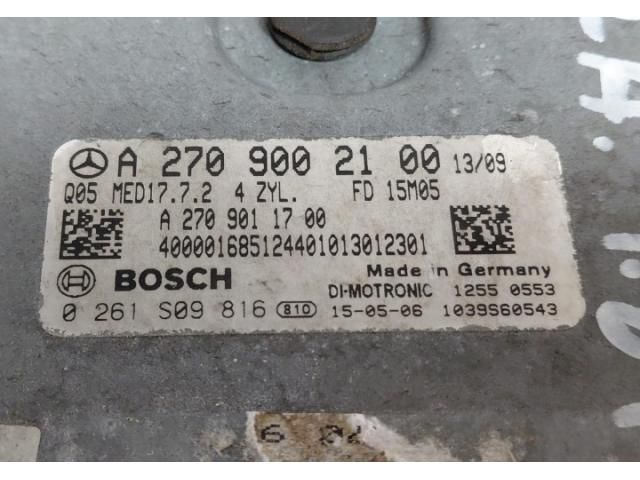 A 270 900 21 00 13/09
Q05 MED17.7.2 4 ZYL. FD 15M05
A 270 901 17 00
400001685124401013012301
BOSCH Made in Germany
DI-MOTRONIC 1255 0553
0 261 S09 816 810 15-05-06 1039S60543